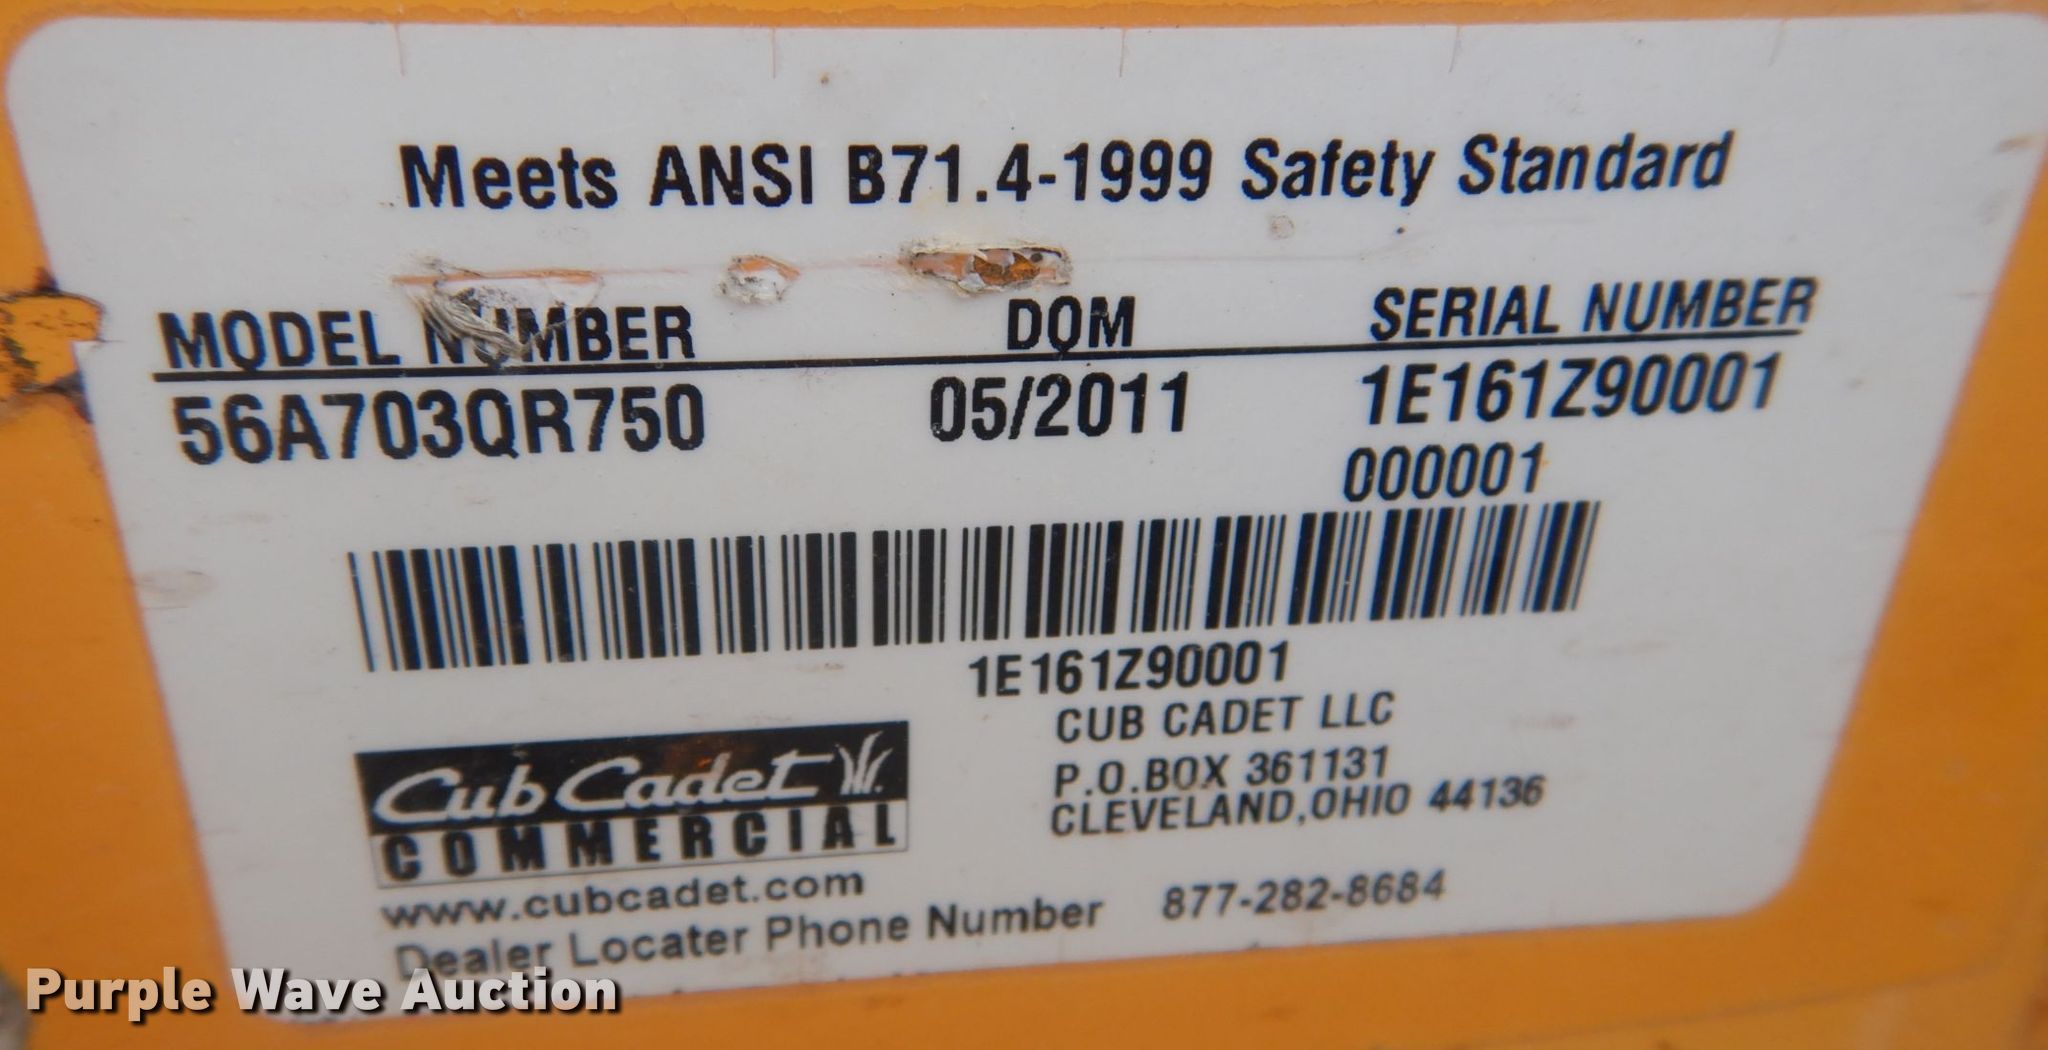 Meets ANSI B71.4-1999 Safety Standard
MODEL NUMBER DOM SERIAL NUMBER
56A703QR750 05/2011 1E161Z90001
000001
1E161Z90001
CUB CADET LLC
P.O.BOX 361131
CLEVELAND,OHIO 44136
Cub Cadet
COMMERCIAL
www.cubcadet.com
Dealer Locater Phone Number 877-282-8684
Purple Wave Auction